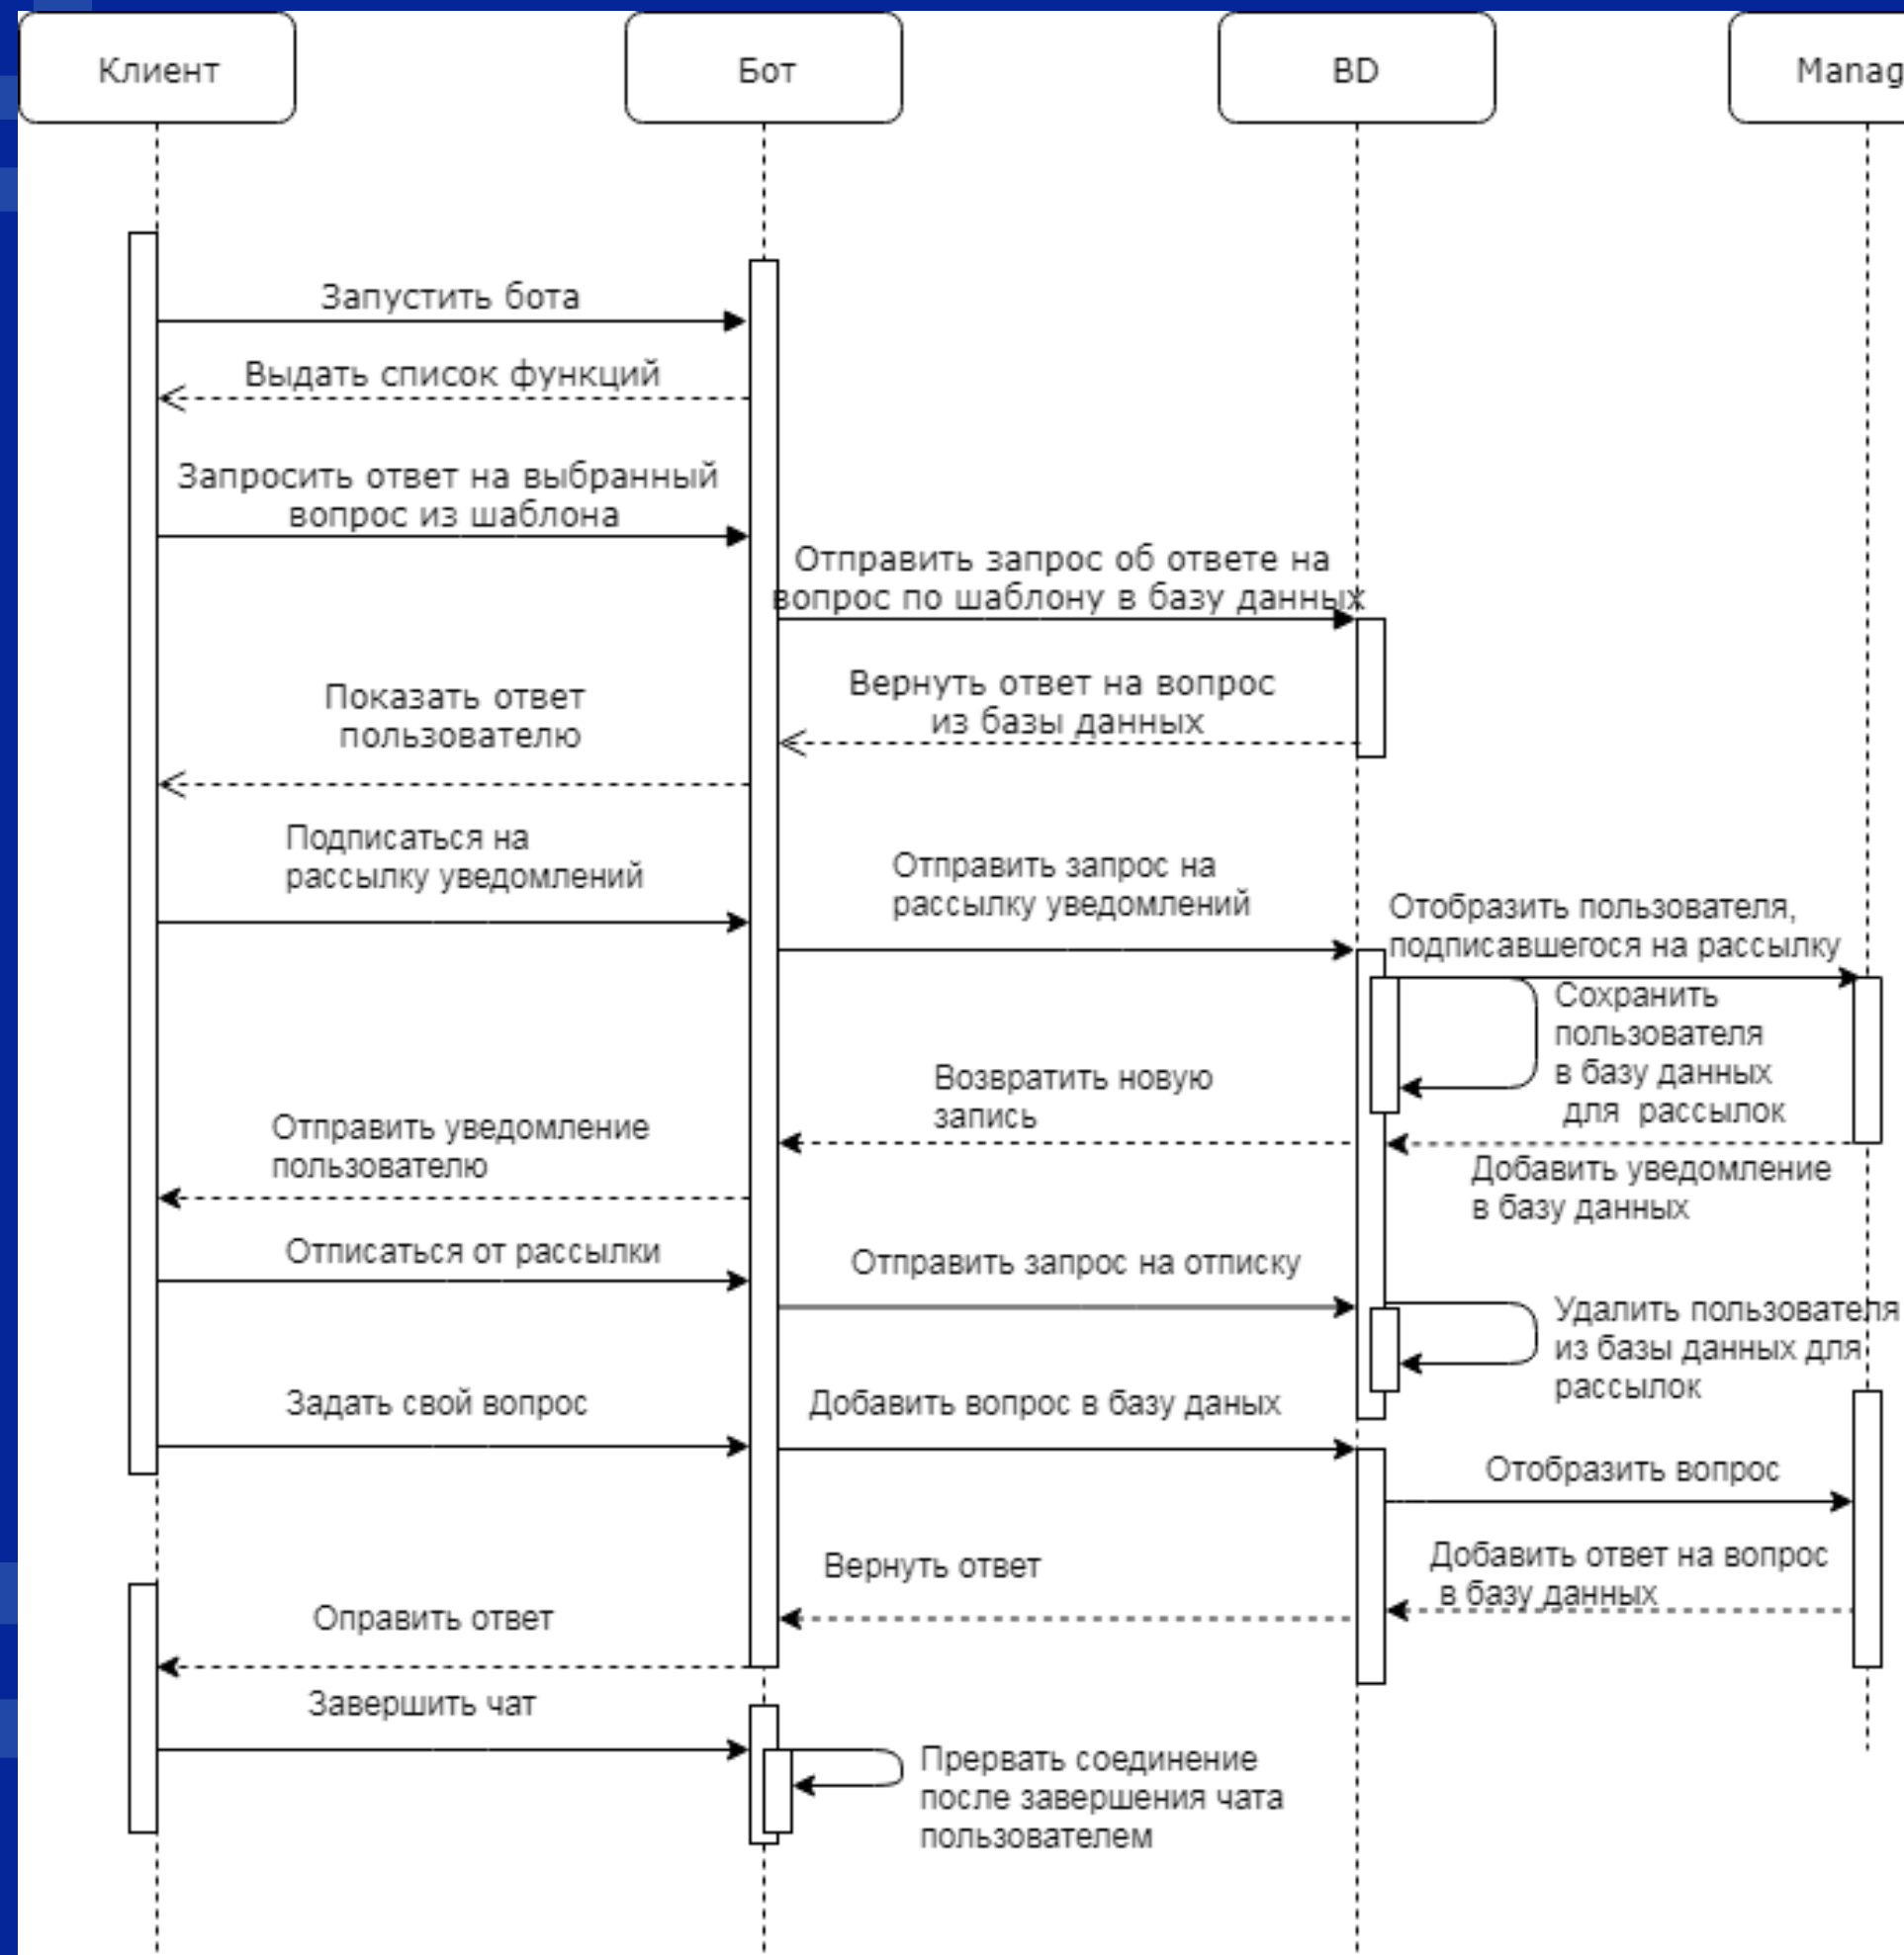 Клиент
Бот
BD
Manag
Запустить бота
Выдать список функций
Запросить ответ на выбранный
вопрос из шаблона
Отправить запрос об ответе на
вопрос по шаблону в базу данных
Вернуть ответ на вопрос
из базы данных
Показать ответ
пользователю
Подписаться на
рассылку уведомлений
Отправить запрос на
рассылку уведомлений
Отобразить пользователя,
подписавшегося на рассылку
Сохранить
пользователя
в базу данных
для рассылок
Возвратить новую
запись
Отправить уведомление
пользователю
Добавить уведомление
в базу данных
Отписаться от рассылки
Отправить запрос на отписку
Удалить пользователя
из базы данных для
рассылок
Задать свой вопрос
Добавить вопрос в базу даных
Отобразить вопрос
Добавить ответ на вопрос
в базу данных
Вернуть ответ
Оправить ответ
Завершить чат
Прервать соединение
после завершения чата
пользователем